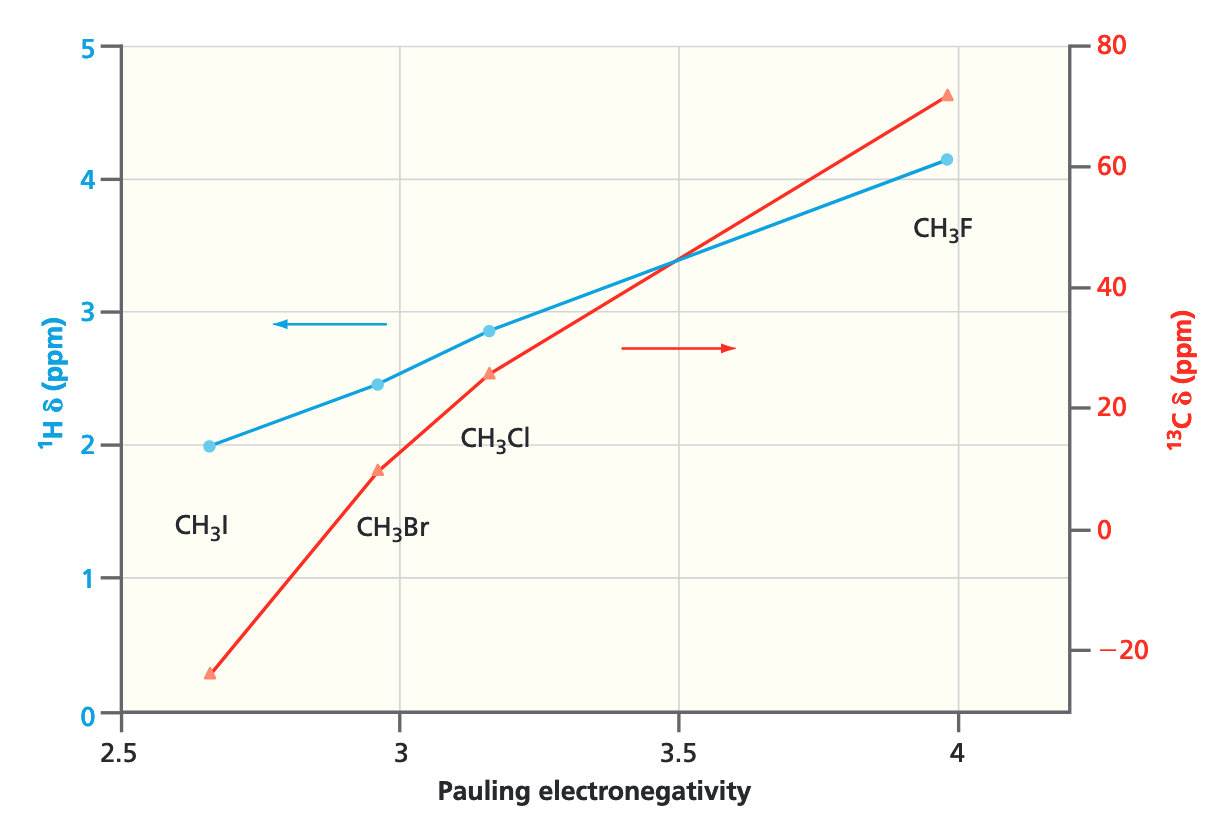 5
4
3
2
1
0
¹H δ (ppm)
80
60
40
20
0
−20
¹³C δ (ppm)
CH₃F
CH₃Cl
CH₃I
CH₃Br
2.5
3
3.5
4
Pauling electronegativity